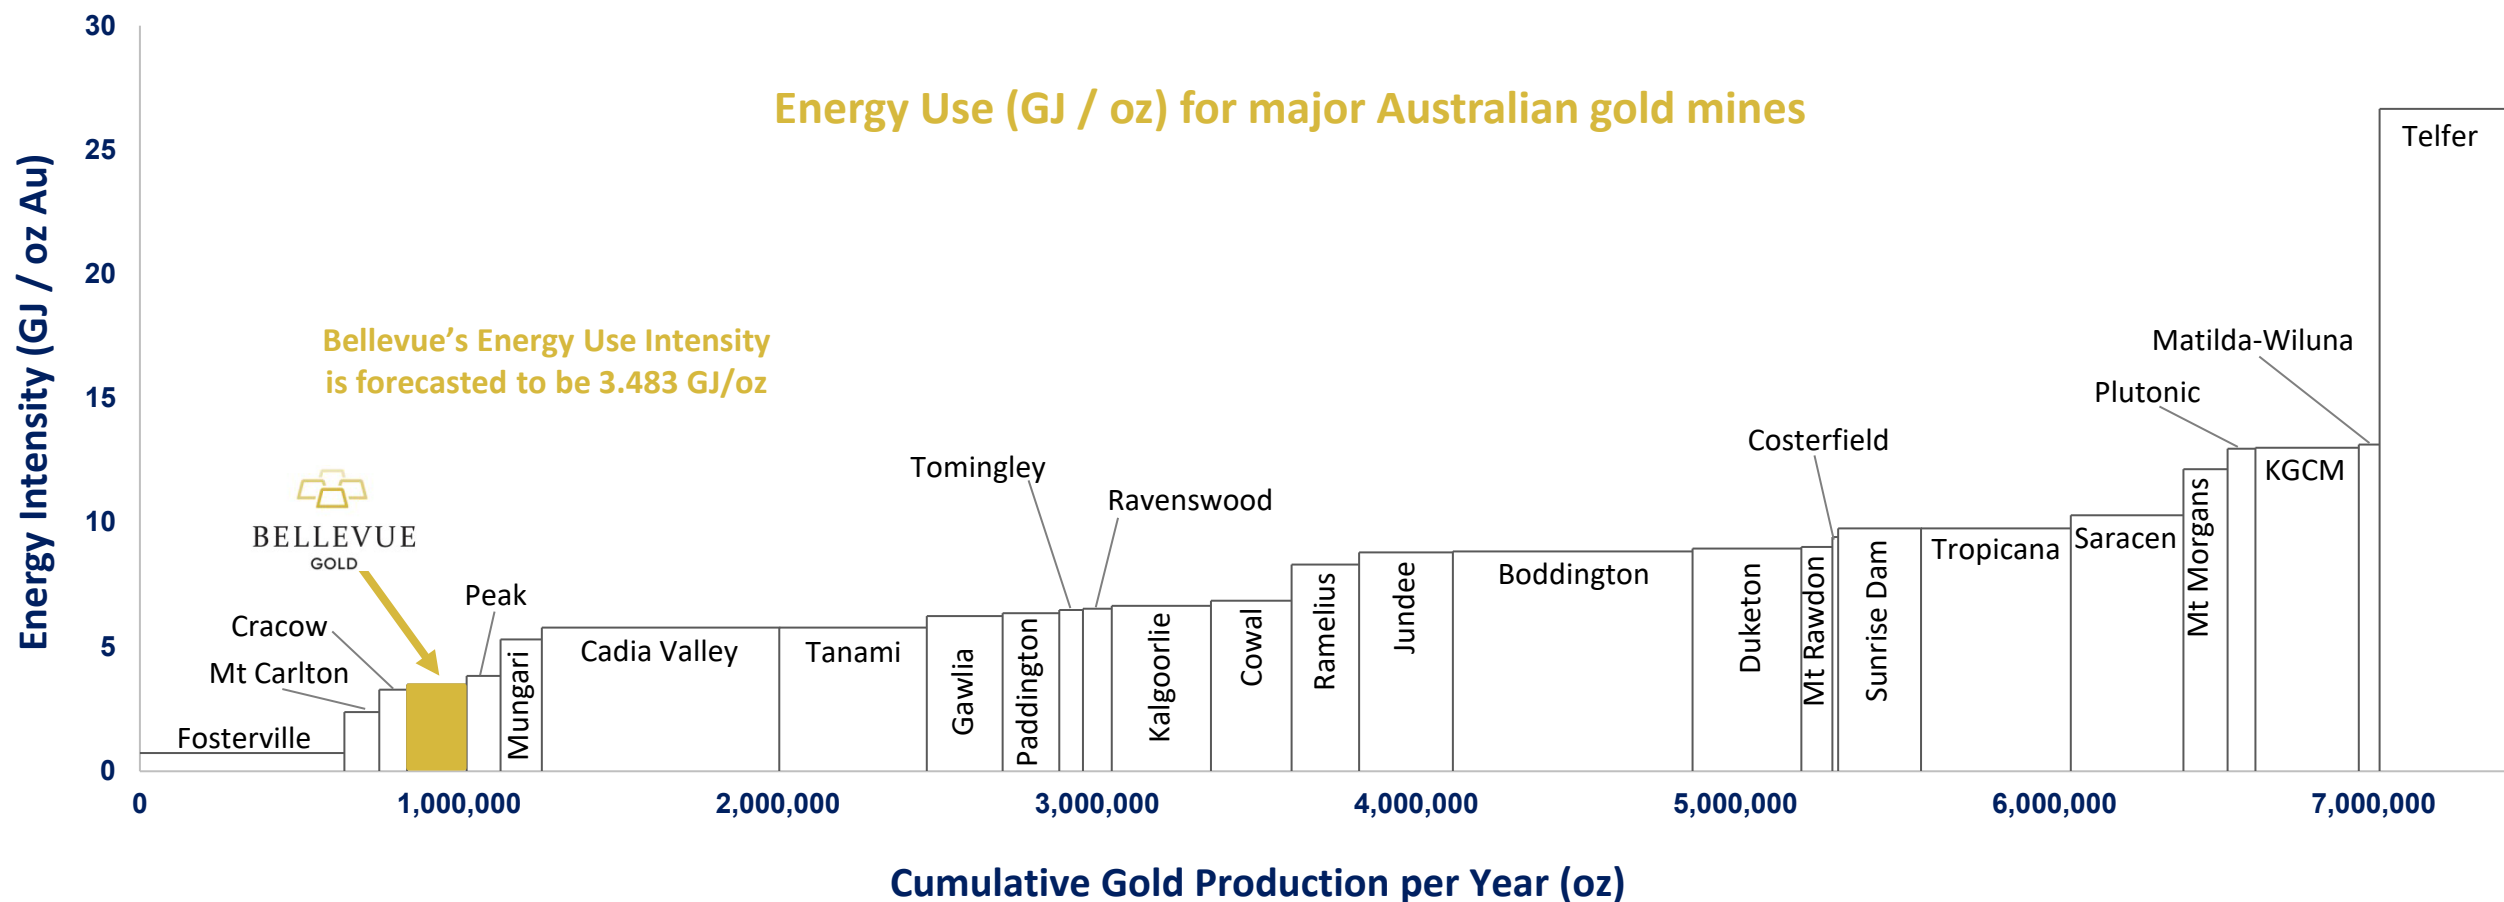 Energy Use (GJ / oz) for major Australian gold mines
Energy Intensity (GJ / oz Au)
30
25
20
15
10
5
0
Bellevue’s Energy Use Intensity
is forecasted to be 3.483 GJ/oz
BELLEVUE
GOLD
Fosterville
Mt Carlton
Cracow
Peak
Mungari
Cadia Valley
Tanami
Gawlia
Paddington
Tomingley
Ravenswood
Kalgoorlie
Cowal
Ramelius
Jundee
Boddington
Duketon
Mt Rawdon
Costerfield
Sunrise Dam
Tropicana
Saracen
Mt Morgans
Plutonic
KGCM
Matilda-Wiluna
Telfer
0
1,000,000
2,000,000
3,000,000
4,000,000
5,000,000
6,000,000
7,000,000
Cumulative Gold Production per Year (oz)